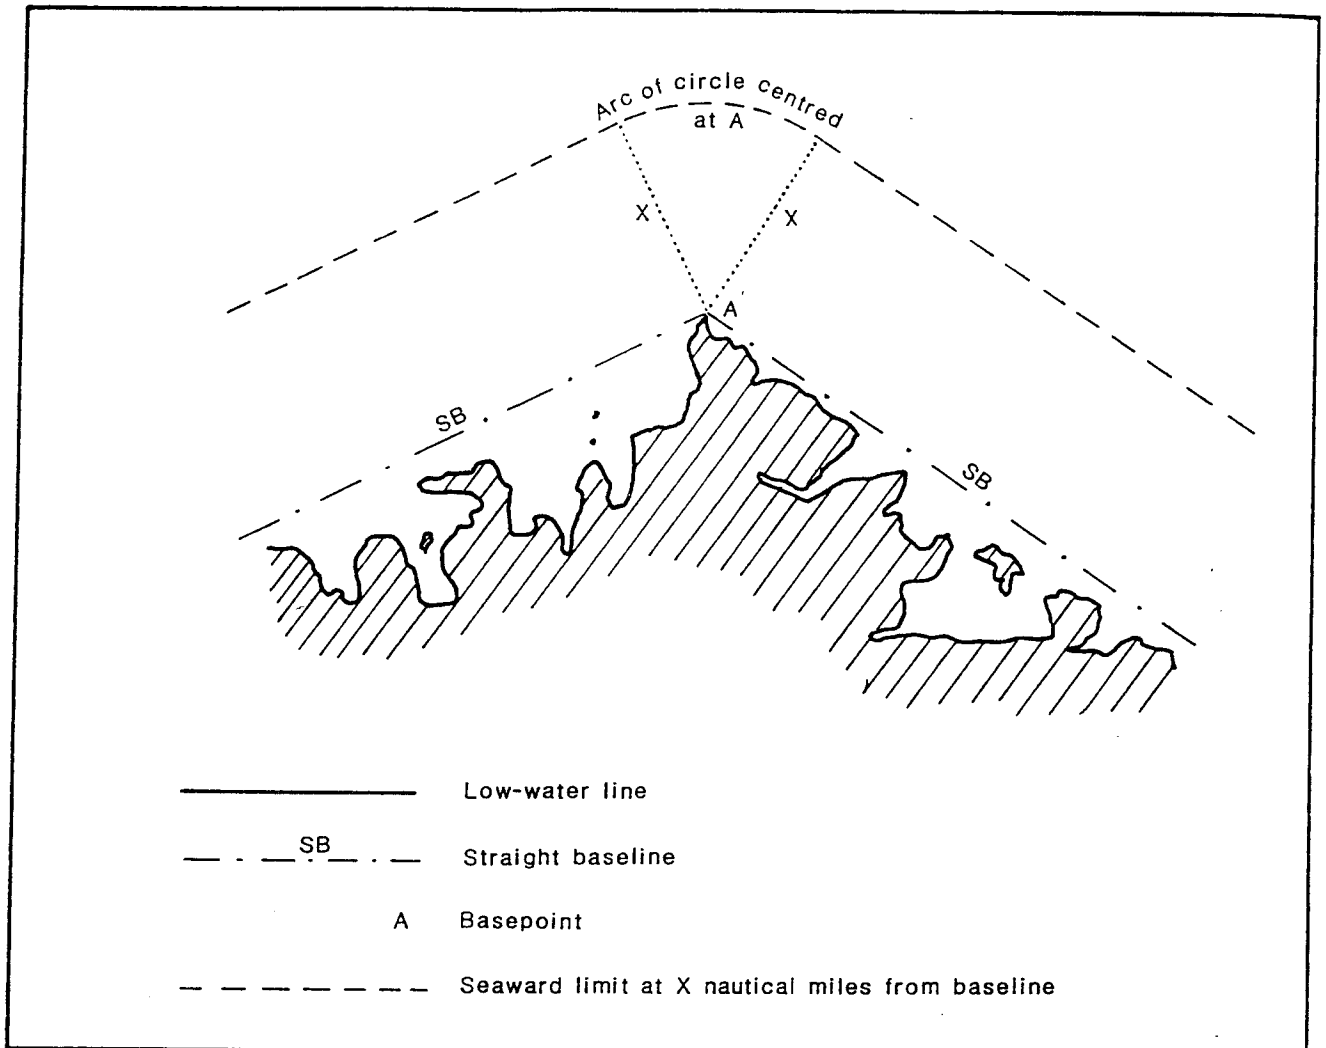 Arc of circle centred
at A
X
X
A
SB
SB
Low-water line
SB
Straight baseline
A Basepoint
Seaward limit at X nautical miles from baseline